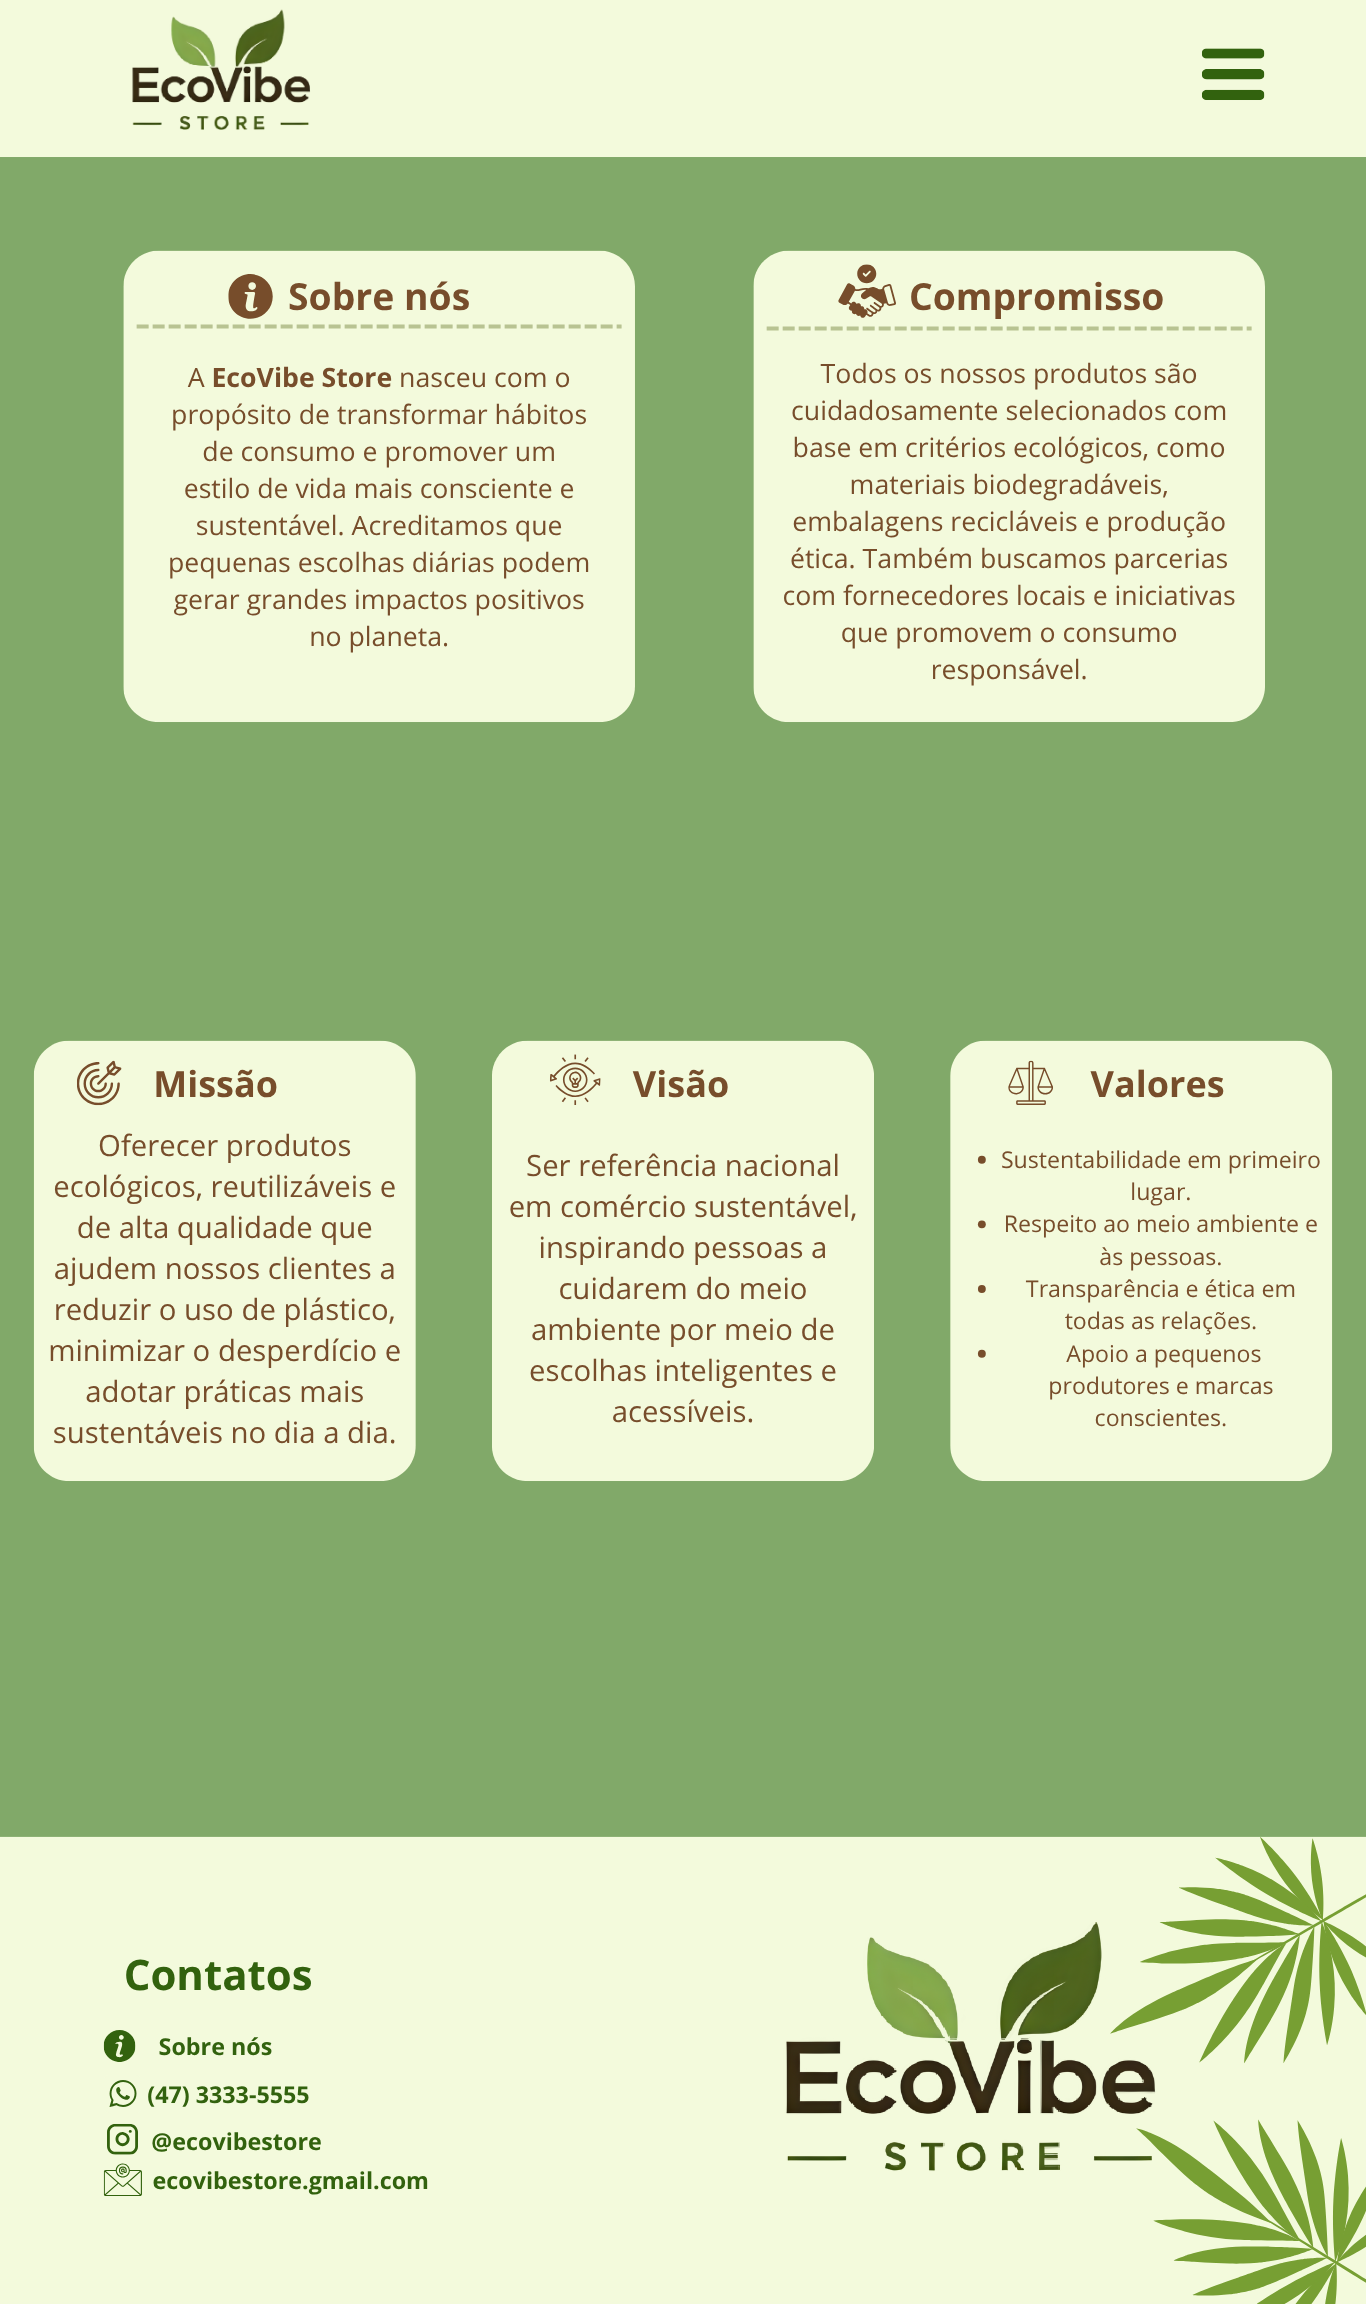 EcoVibe
STORE
Sobre nós
A EcoVibe Store nasceu com o
propósito de transformar hábitos
de consumo e promover um
estilo de vida mais consciente e
sustentável. Acreditamos que
pequenas escolhas diárias podem
gerar grandes impactos positivos
no planeta.
Compromisso
Todos os nossos produtos são
cuidadosamente selecionados com
base em critérios ecológicos, como
materiais biodegradáveis,
embalagens recicláveis e produção
ética. Também buscamos parcerias
com fornecedores locais e iniciativas
que promovem o consumo
responsável.
Missão
Oferecer produtos
ecológicos, reutilizáveis e
de alta qualidade que
ajudem nossos clientes a
reduzir o uso de plástico,
minimizar o desperdício e
adotar práticas mais
sustentáveis no dia a dia.
Visão
Ser referência nacional
em comércio sustentável,
inspirando pessoas a
cuidarem do meio
ambiente por meio de
escolhas inteligentes e
acessíveis.
Valores
• Sustentabilidade em primeiro
lugar.
• Respeito ao meio ambiente e
às pessoas.
• Transparência e ética em
todas as relações.
• Apoio a pequenos
produtores e marcas
conscientes.
Contatos
Sobre nós
(47) 3333-5555
@ecovibestore
ecovibestore.gmail.com
EcoVibe
STORE